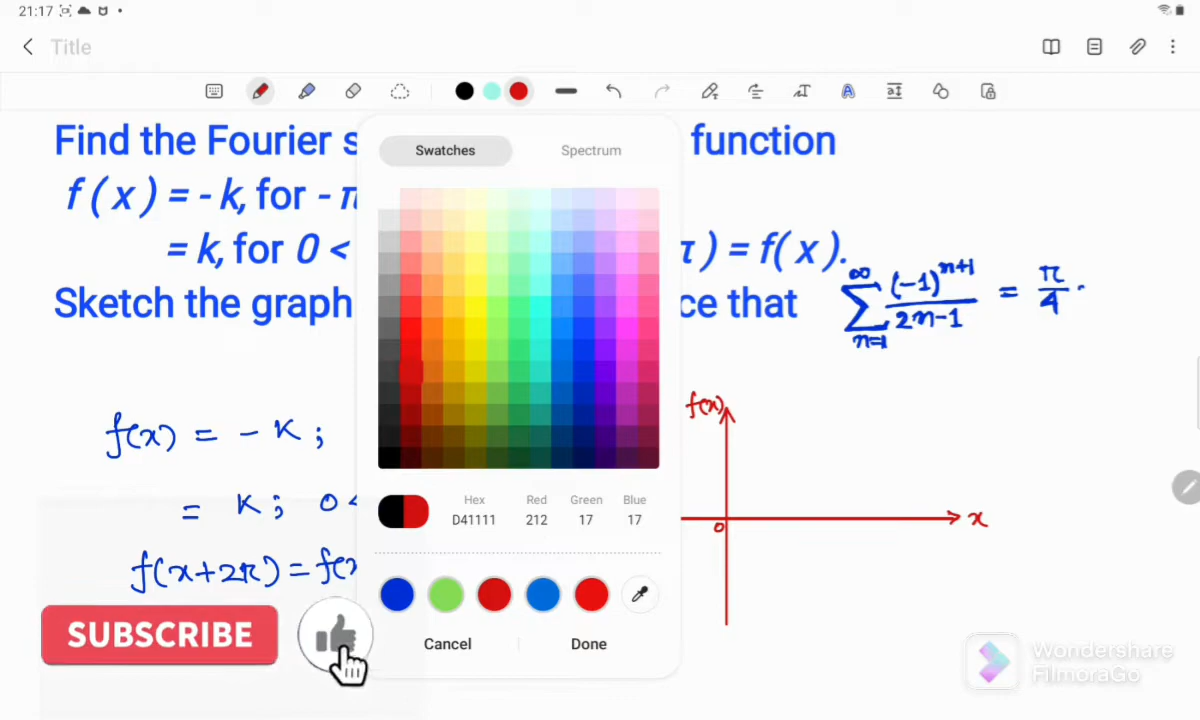 21:17
Title
Find the Fourier s function
f(x) = -k, for -π
= k, for 0 < ) = f(x).
Sketch the graph ce that ∞ Σ n=1 (-1)^n+1 / 2n-1 = π/4 .
Swatches Spectrum
f(x) = -K ;
f(x)
= K ; 0 <
Hex Red Green Blue
D41111 212 17 17
0 x
f(x+2π) = f(x
SUBSCRIBE
Cancel Done
Wondershare
FilmoraGo